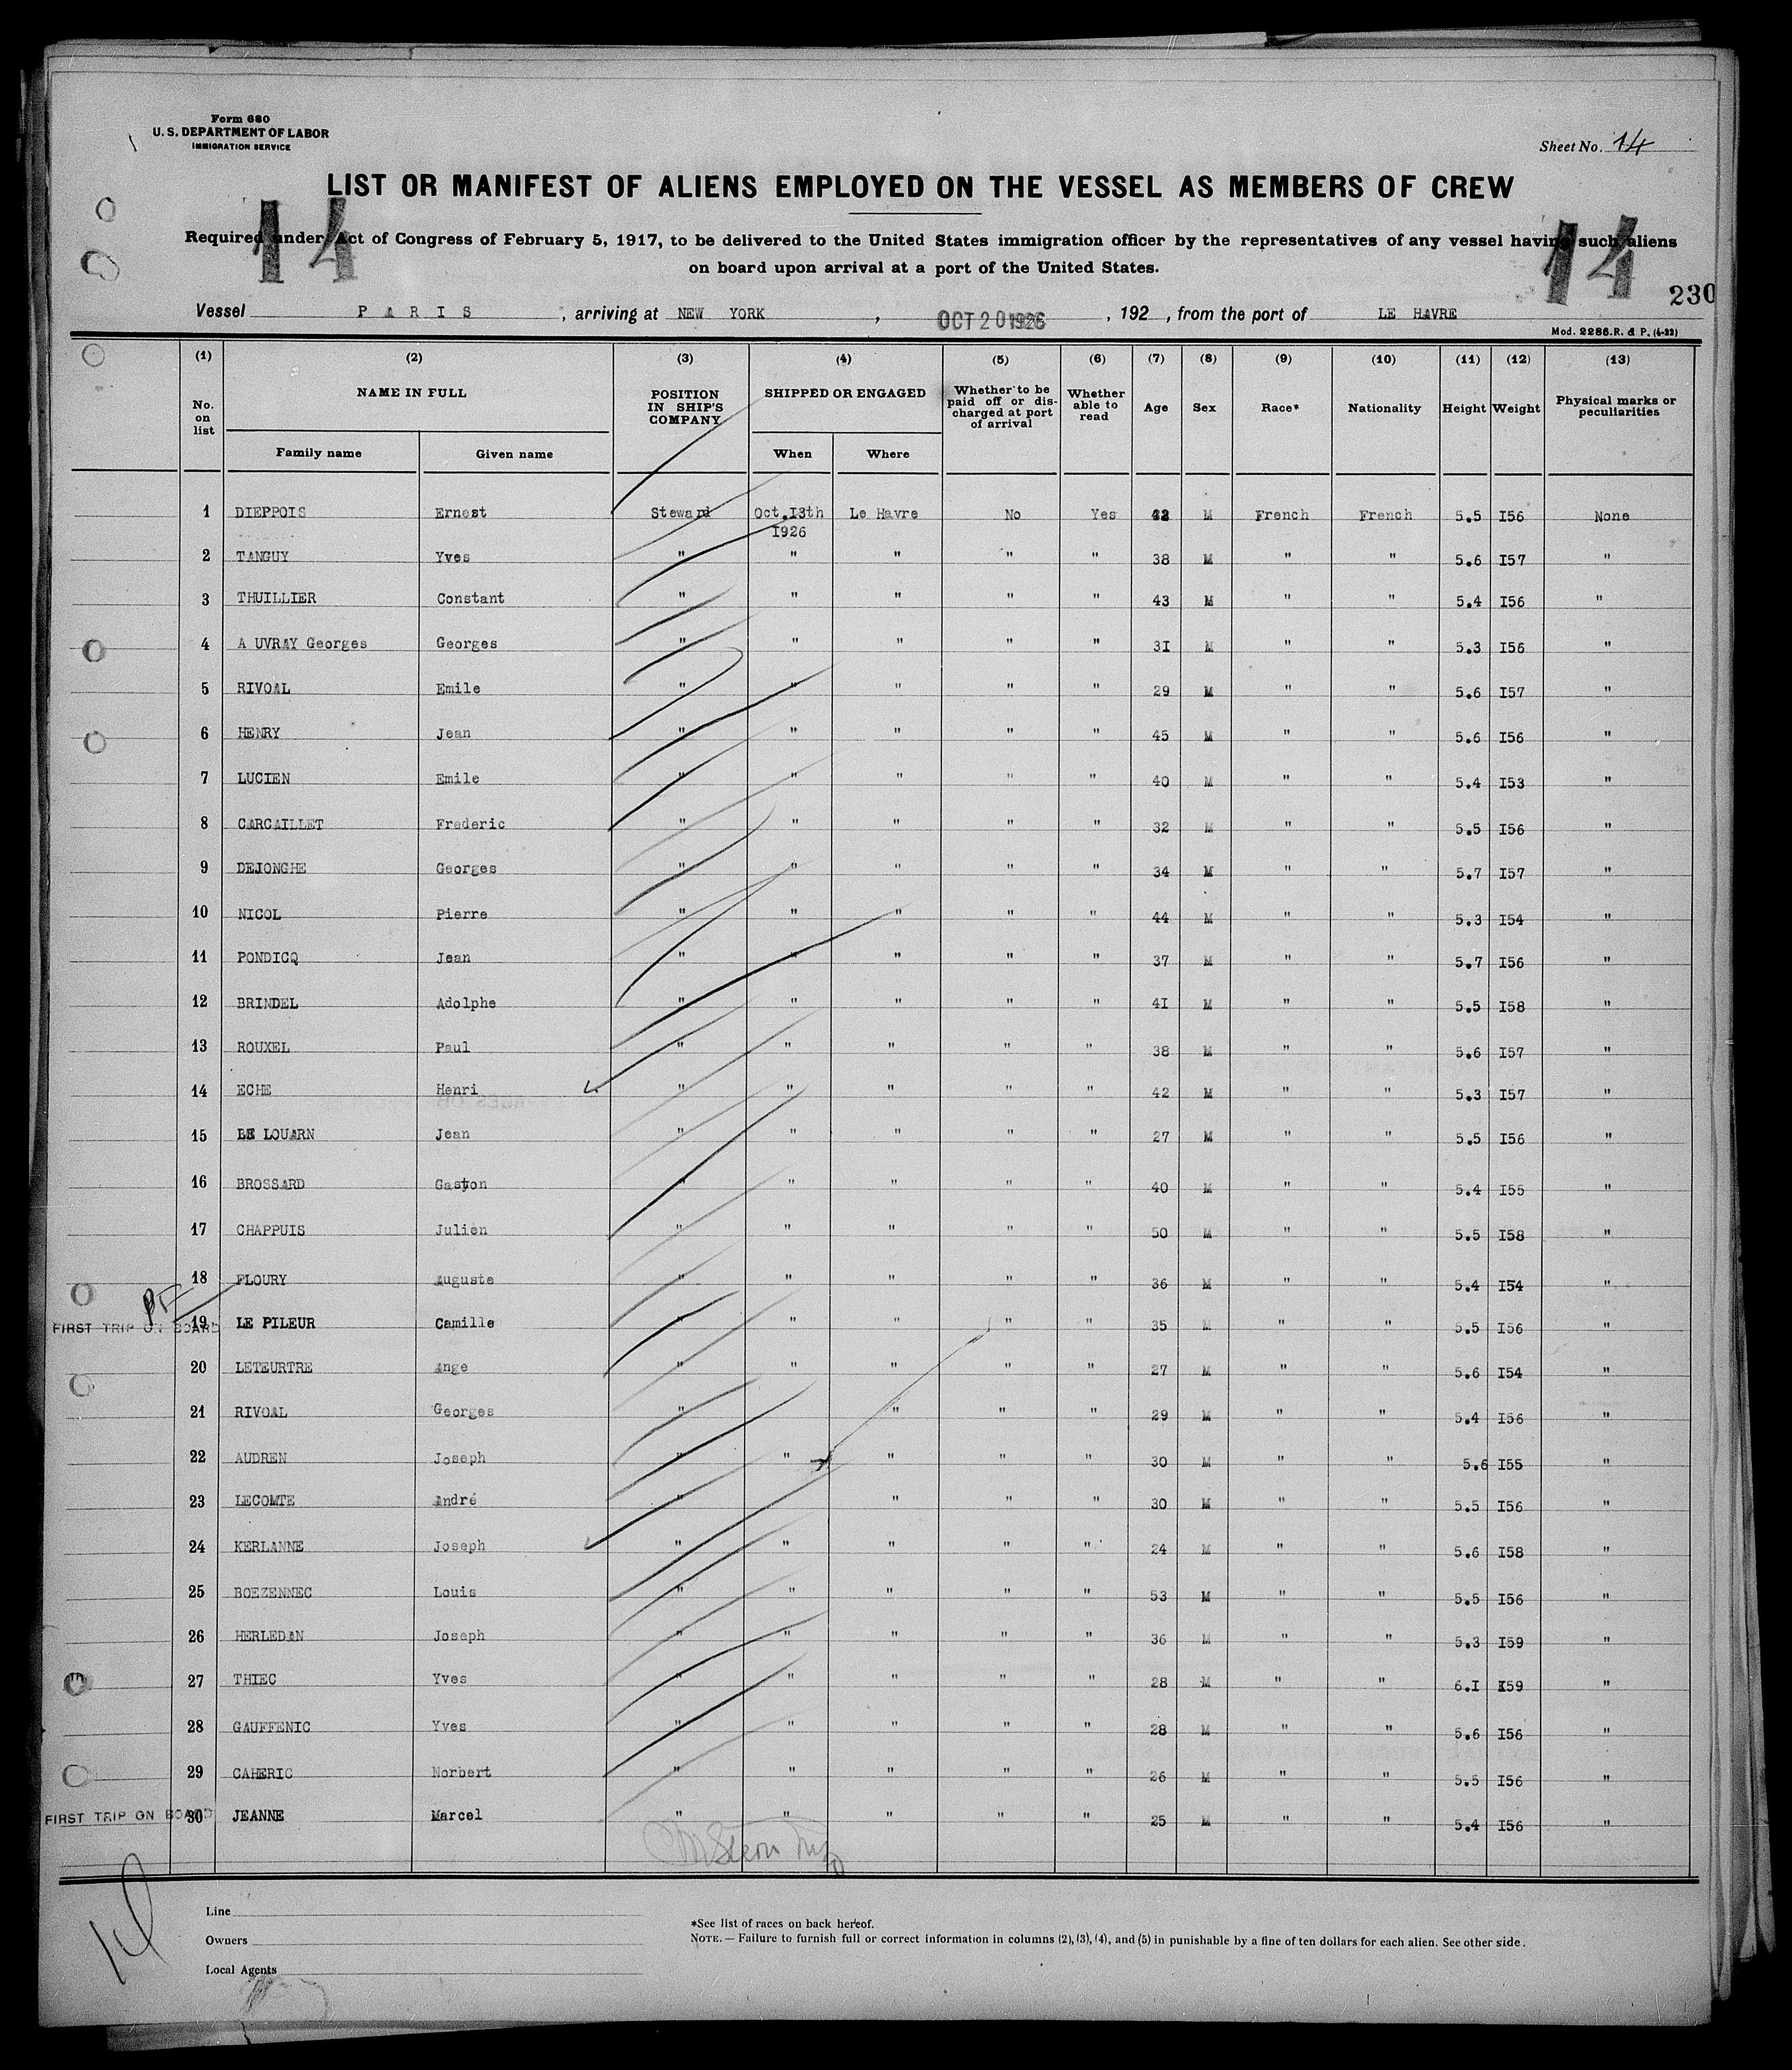 Form 680
U. S. DEPARTMENT OF LABOR
IMMIGRATION SERVICE
Sheet No. 14
LIST OR MANIFEST OF ALIENS EMPLOYED ON THE VESSEL AS MEMBERS OF CREW
14 14
Required under Act of Congress of February 5, 1917, to be delivered to the United States immigration officer by the representatives of any vessel having such aliens
on board upon arrival at a port of the United States.
230
Vessel P A R I S , arriving at NEW YORK , OCT 20 1926 , 192 , from the port of LE HAVRE
Mod. 2286.R. d P. (4-23)
(1) (2) (3) (4) (5) (6) (7) (8) (9) (10) (11) (12) (13)
No. on list NAME IN FULL Family name Given name POSITION IN SHIP'S COMPANY SHIPPED OR ENGAGED When Where Whether to be paid off or dis-charged at port of arrival Whether able to read Age Sex Race* Nationality Height Weight Physical marks or peculiarities
1 DIEPPOIS Ernest Steward Oct.I3th I926 Le Havre No Yes M French French 5.5 I56 None
2 TANGUY Yves " " " " " 38 M " " 5.6 I57 "
3 THUILLIER Constant " " " " " 43 M " " 5.4 I56 "
4 A UVRAY Georges Georges " " " " " 3I M " " 5.3 I56 "
5 RIVOAL Emile " " " " " 29 M " " 5.6 I57 "
6 HENRY Jean " " " " " 45 M " " 5.6 I56 "
7 LUCIEN Emile " " " " " 40 M " " 5.4 I53 "
8 CARCAILLET Frederic " " " " " 32 M " " 5.5 I56 "
9 DEJONGHE Georges " " " " " 34 M " " 5.7 I57 "
10 NICOL Pierre " " " " " 44 M " " 5.3 I54 "
11 PONDICQ Jean " " " " " 37 M " " 5.7 I56 "
12 BRINDEL Adolphe " " " " " 4I M " " 5.5 I58 "
13 ROUXEL Paul " " " " " 38 M " " 5.6 I57 "
14 ECHE Henri " " " " " 42 M " " 5.3 I57 "
15 LE LOUARN Jean " " " " " 27 M " " 5.5 I56 "
16 BROSSARD Gaston " " " " " 40 M " " 5.4 I55 "
17 CHAPPUIS Julien " " " " " 50 M " " 5.5 I58 "
18 FLOURY Auguste " " " " " 36 M " " 5.4 I54 "
FIRST TRIP ON BOARD 19 LE PILEUR Camille " " " " " 35 M " " 5.5 I56 "
20 LETEURTRE Ange " " " " " 27 M " " 5.6 I54 "
21 RIVOAL Georges " " " " 29 M " " 5.4 I56 "
22 AUDREN Joseph " " " " " 30 M " " 5.6 I55 "
23 LECOMTE André " " " " 30 M " " 5.5 I56 "
24 KERLANNE Joseph " " " " " 24 M " " 5.6 I58 "
25 BOEZENNEC Louis " " " " " 53 M " " 5.5 I56 "
26 HERLEDAN Joseph " " " " " 36 M " " 5.3 I59 "
27 THIEC Yves " " " " " 28 M " " 6.I I59 "
28 GAUFFENIC Yves " " " " " 28 M " " 5.6 I56 "
29 CAHERIC Norbert " " " " " 26 M " " 5.5 I56 "
FIRST TRIP ON BOARD 30 JEANNE Marcel " " " " " 25 M " " 5.4 I56 "
14
Line
Owners
Local Agents
*See list of races on back hereof.
NOTE.— Failure to furnish full or correct information in columns (2), (3), (4), and (5) in punishable by a fine of ten dollars for each alien. See other side.